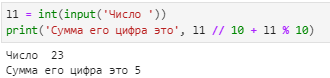 l1 = int(input('Число '))
print('Сумма его цифра это', l1 // 10 + l1 % 10)
Число  23
Сумма его цифра это 5